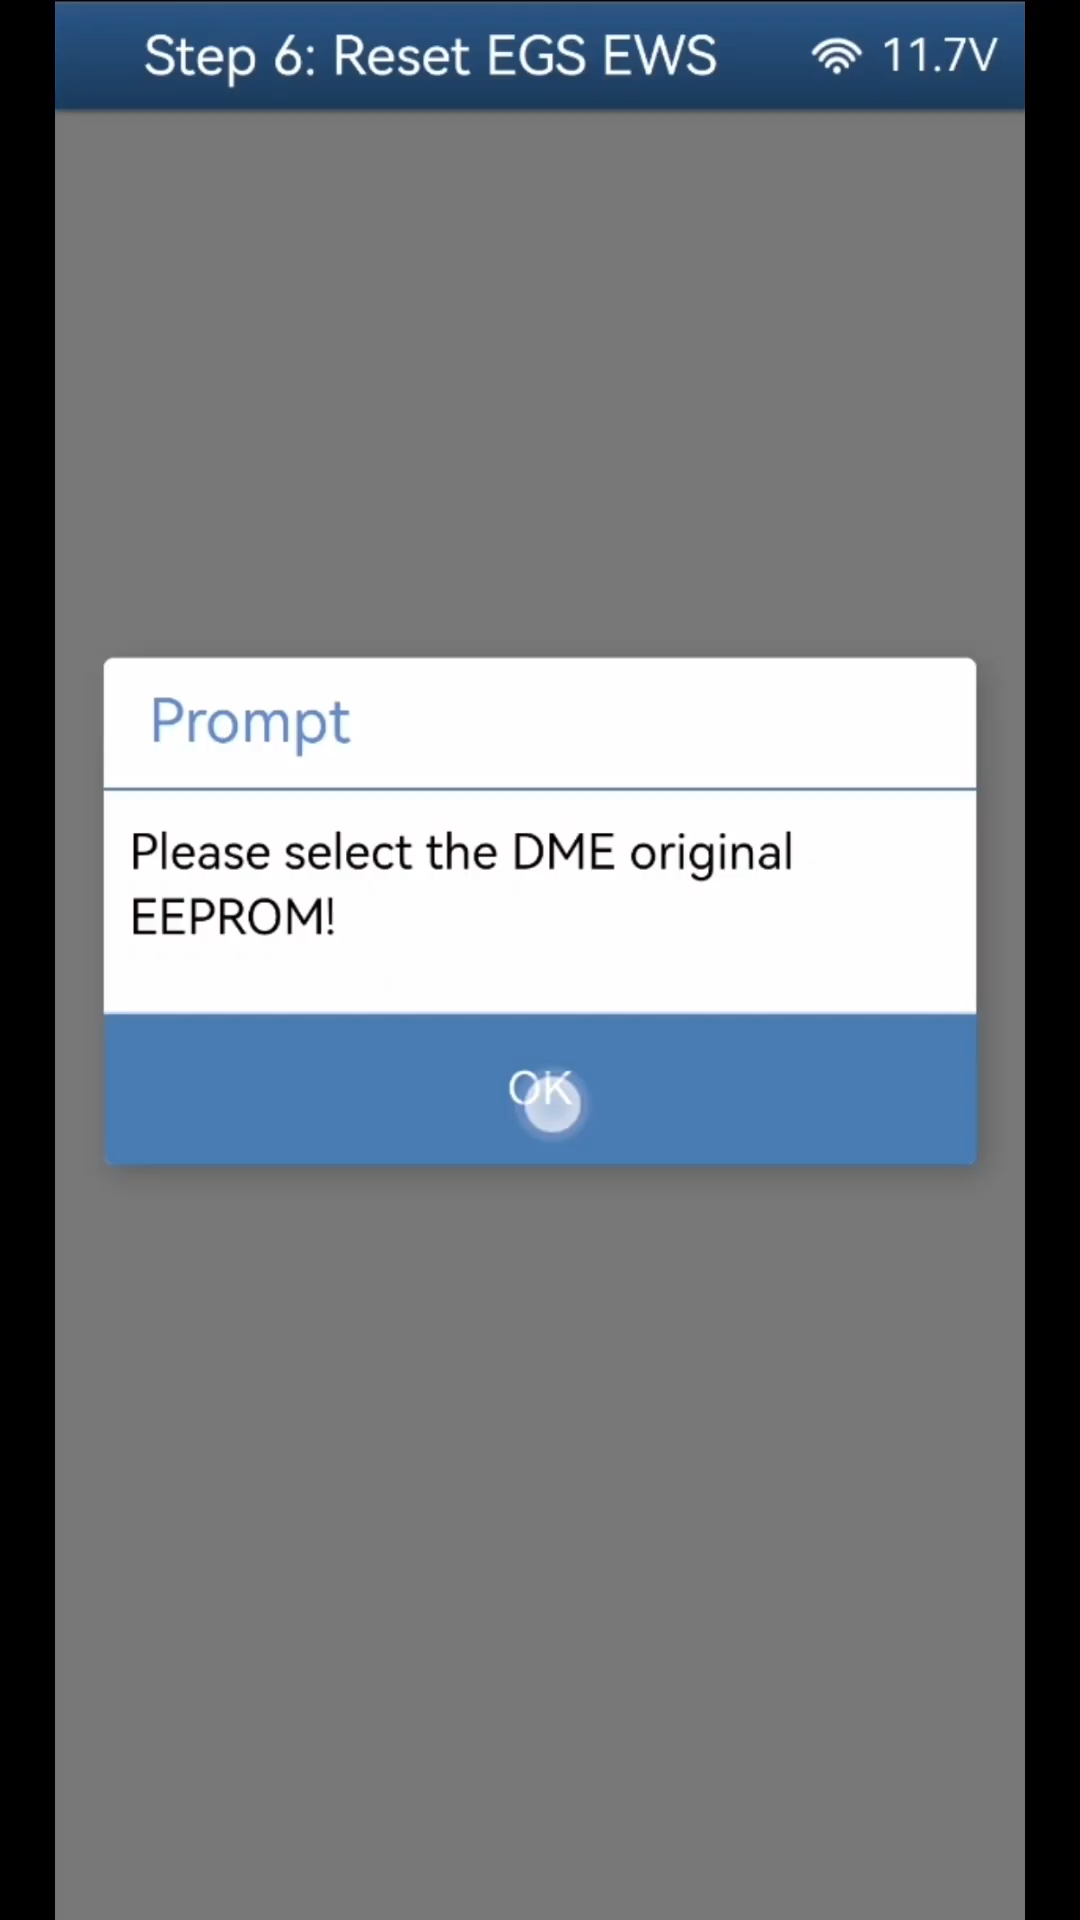 Step 6: Reset EGS EWS 11.7V
Prompt
Please select the DME original
EEPROM!
OK